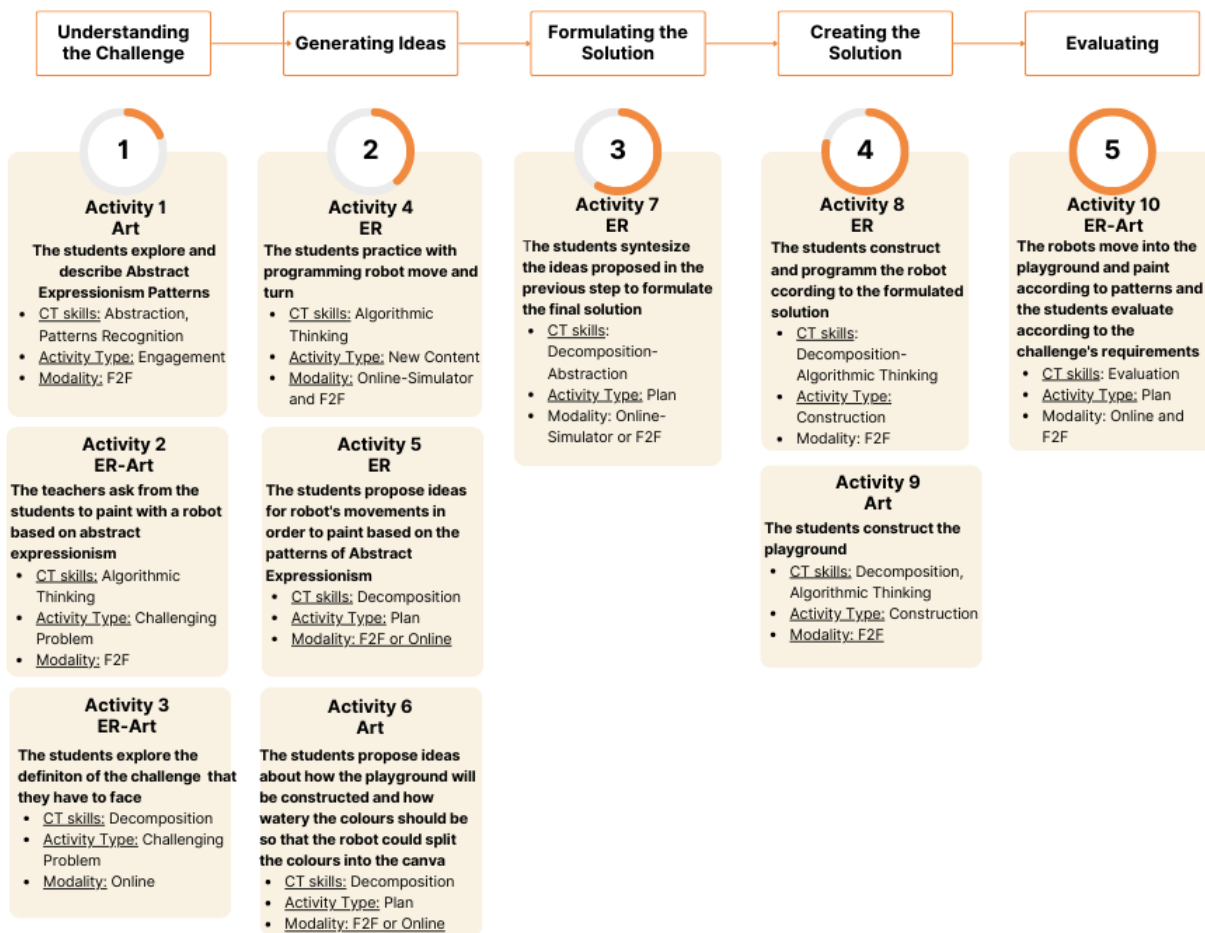 Understanding
the Challenge
Generating Ideas
Formulating the
Solution
Creating the
Solution
Evaluating
1
Activity 1
Art
The students explore and
describe Abstract
Expressionism Patterns
• CT skills: Abstraction,
Patterns Recognition
• Activity Type: Engagement
• Modality: F2F
Activity 2
ER-Art
The teachers ask from the
students to paint with a robot
based on abstract
expressionism
• CT skills: Algorithmic
Thinking
• Activity Type: Challenging
Problem
• Modality: F2F
Activity 3
ER-Art
The students explore the
definiton of the challenge that
they have to face
• CT skills: Decomposition
• Activity Type: Challenging
Problem
• Modality: Online
2
Activity 4
ER
The students practice with
programming robot move and
turn
• CT skills: Algorithmic
Thinking
• Activity Type: New Content
• Modality: Online-Simulator
and F2F
Activity 5
ER
The students propose ideas
for robot's movements in
order to paint based on the
patterns of Abstract
Expressionism
• CT skills: Decomposition
• Activity Type: Plan
• Modality: F2F or Online
Activity 6
Art
The students propose ideas
about how the playground will
be constructed and how
watery the colours should be
so that the robot could split
the colours into the canva
• CT skills: Decomposition
• Activity Type: Plan
• Modality: F2F or Online
3
Activity 7
ER
The students syntesize
the ideas proposed in the
previous step to formulate
the final solution
• CT skills:
Decomposition-
Abstraction
• Activity Type: Plan
• Modality: Online-
Simulator or F2F
4
Activity 8
ER
The students construct
and programm the robot
ccording to the formulated
solution
• CT skills:
Decomposition-
Algorithmic Thinking
• Activity Type:
Construction
• Modality: F2F
Activity 9
Art
The students construct the
playground
• CT skills: Decomposition,
Algorithmic Thinking
• Activity Type: Construction
• Modality: F2F
5
Activity 10
ER-Art
The robots move into the
playground and paint
according to patterns and
the students evaluate
according to the
challenge's requirements
• CT skills: Evaluation
• Activity Type: Plan
• Modality: Online and
F2F